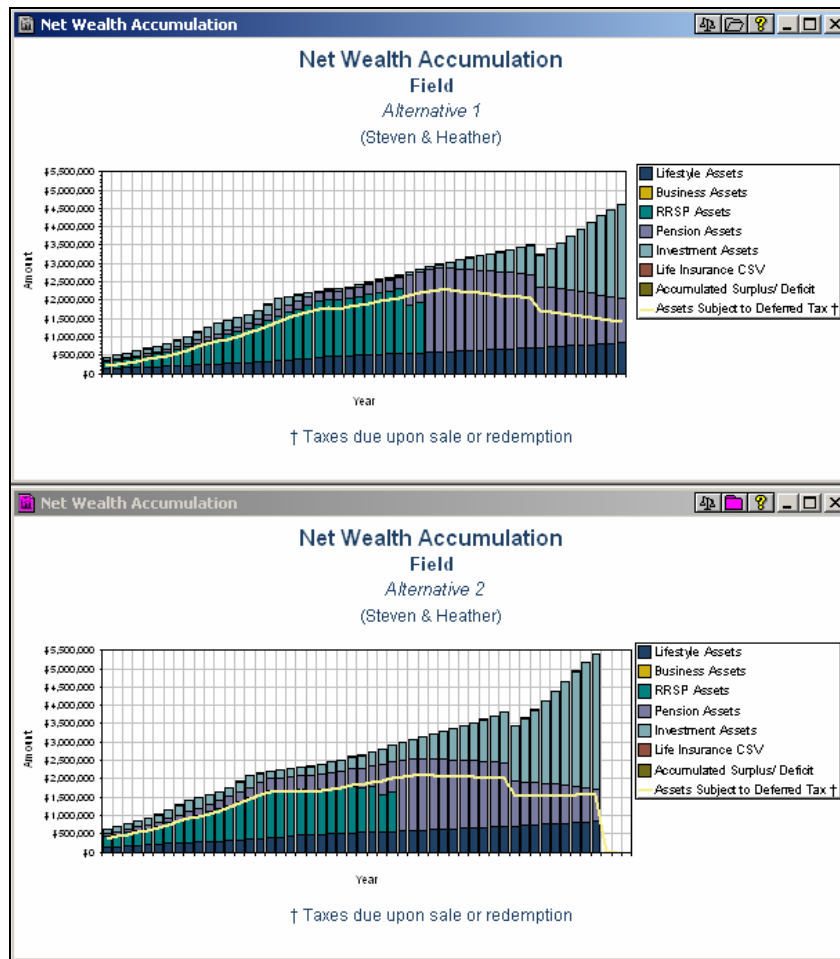 Net Wealth Accumulation
Net Wealth Accumulation
Field
Alternative 1
(Steven & Heather)
$5,500,000
$5,000,000
$4,500,000
$4,000,000
$3,500,000
$3,000,000
$2,500,000
$2,000,000
$1,500,000
$1,000,000
$500,000
$0
Amount
Year
Lifestyle Assets
Business Assets
RRSP Assets
Pension Assets
Investment Assets
Life Insurance CSV
Accumulated Surplus/ Deficit
Assets Subject to Deferred Tax †
† Taxes due upon sale or redemption
Net Wealth Accumulation
Net Wealth Accumulation
Field
Alternative 2
(Steven & Heather)
$5,500,000
$5,000,000
$4,500,000
$4,000,000
$3,500,000
$3,000,000
$2,500,000
$2,000,000
$1,500,000
$1,000,000
$500,000
$0
Amount
Year
Lifestyle Assets
Business Assets
RRSP Assets
Pension Assets
Investment Assets
Life Insurance CSV
Accumulated Surplus/ Deficit
Assets Subject to Deferred Tax †
† Taxes due upon sale or redemption